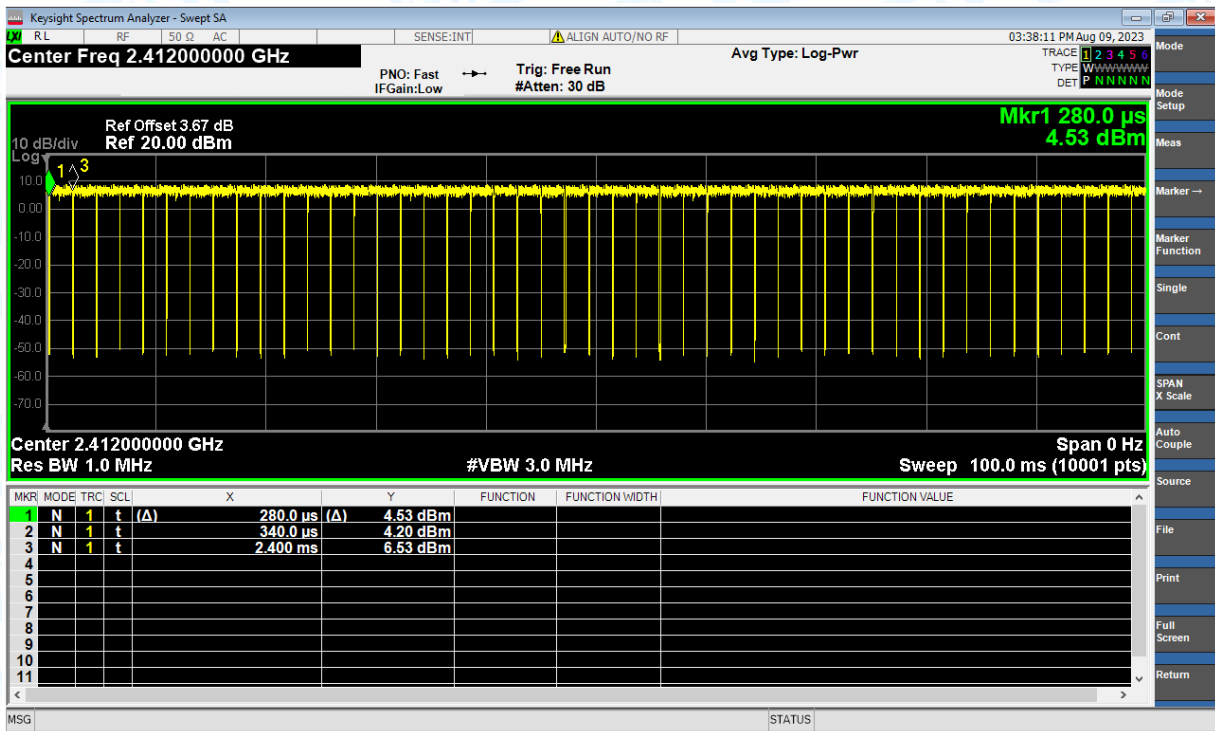 Keysight Spectrum Analyzer - Swept SA
LXI RL RF 50 Ω AC SENSE:INT ALIGN AUTO/NO RF 03:38:11 PM Aug 09, 2023
Center Freq 2.412000000 GHz
PNO: Fast
IFGain:Low
Trig: Free Run
#Atten: 30 dB
Avg Type: Log-Pwr
TRACE 1 2 3 4 5 6
TYPE WWWWWW
DET P N N N N N
Mkr1 280.0 µs
4.53 dBm
Ref Offset 3.67 dB
10 dB/div Ref 20.00 dBm
Log
1 3
10.0
0.00
-10.0
-20.0
-30.0
-40.0
-50.0
-60.0
-70.0
Center 2.412000000 GHz Span 0 Hz
Res BW 1.0 MHz #VBW 3.0 MHz Sweep 100.0 ms (10001 pts)
MKR MODE TRC SCL X Y FUNCTION FUNCTION WIDTH FUNCTION VALUE
1 N 1 t (Δ) 280.0 µs (Δ) 4.53 dBm
2 N 1 t 340.0 µs 4.20 dBm
3 N 1 t 2.400 ms 6.53 dBm
4
5
6
7
8
9
10
11
MSG STATUS
Mode
Mode
Setup
Meas
Marker →
Marker
Function
Single
Cont
SPAN
X Scale
Auto
Couple
Source
File
Print
Full
Screen
Return